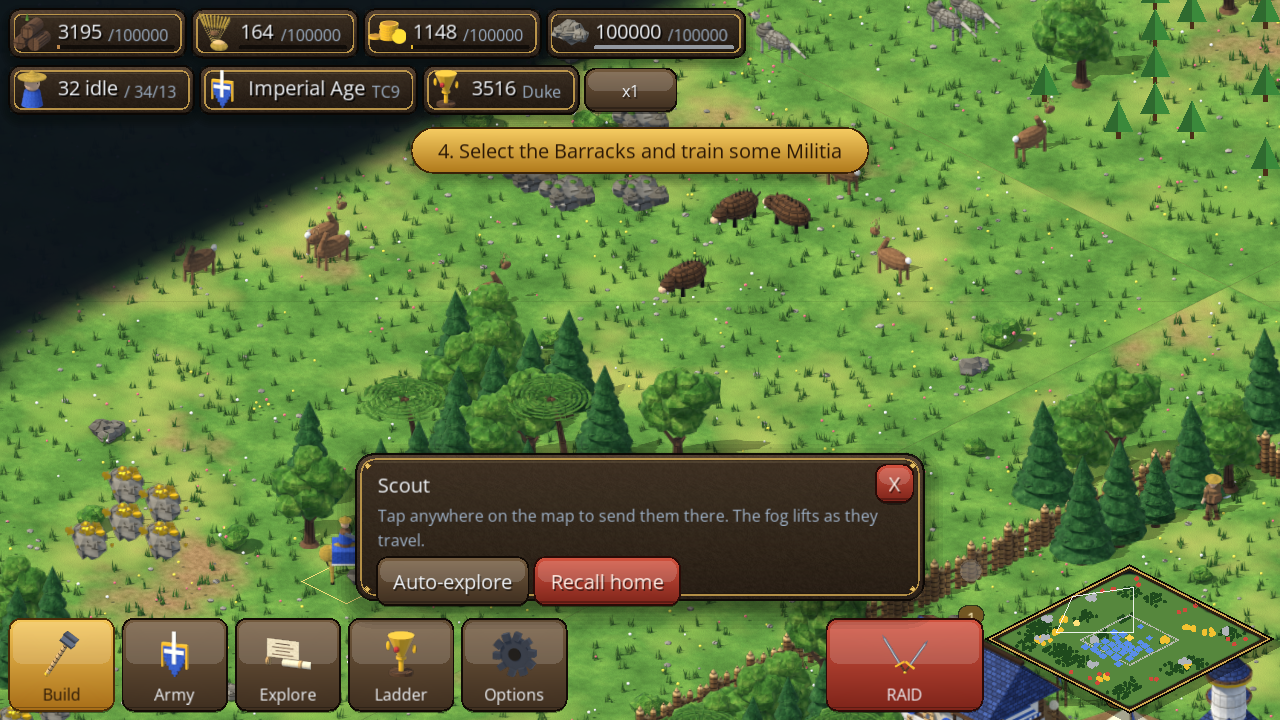 3195 /100000
164 /100000
1148 /100000
100000 /100000
32 idle / 34/13
Imperial Age TC9
3516 Duke
x1
4. Select the Barracks and train some Militia
Scout
X
Tap anywhere on the map to send them there. The fog lifts as they
travel.
Auto-explore
Recall home
Build
Army
Explore
Ladder
Options
RAID